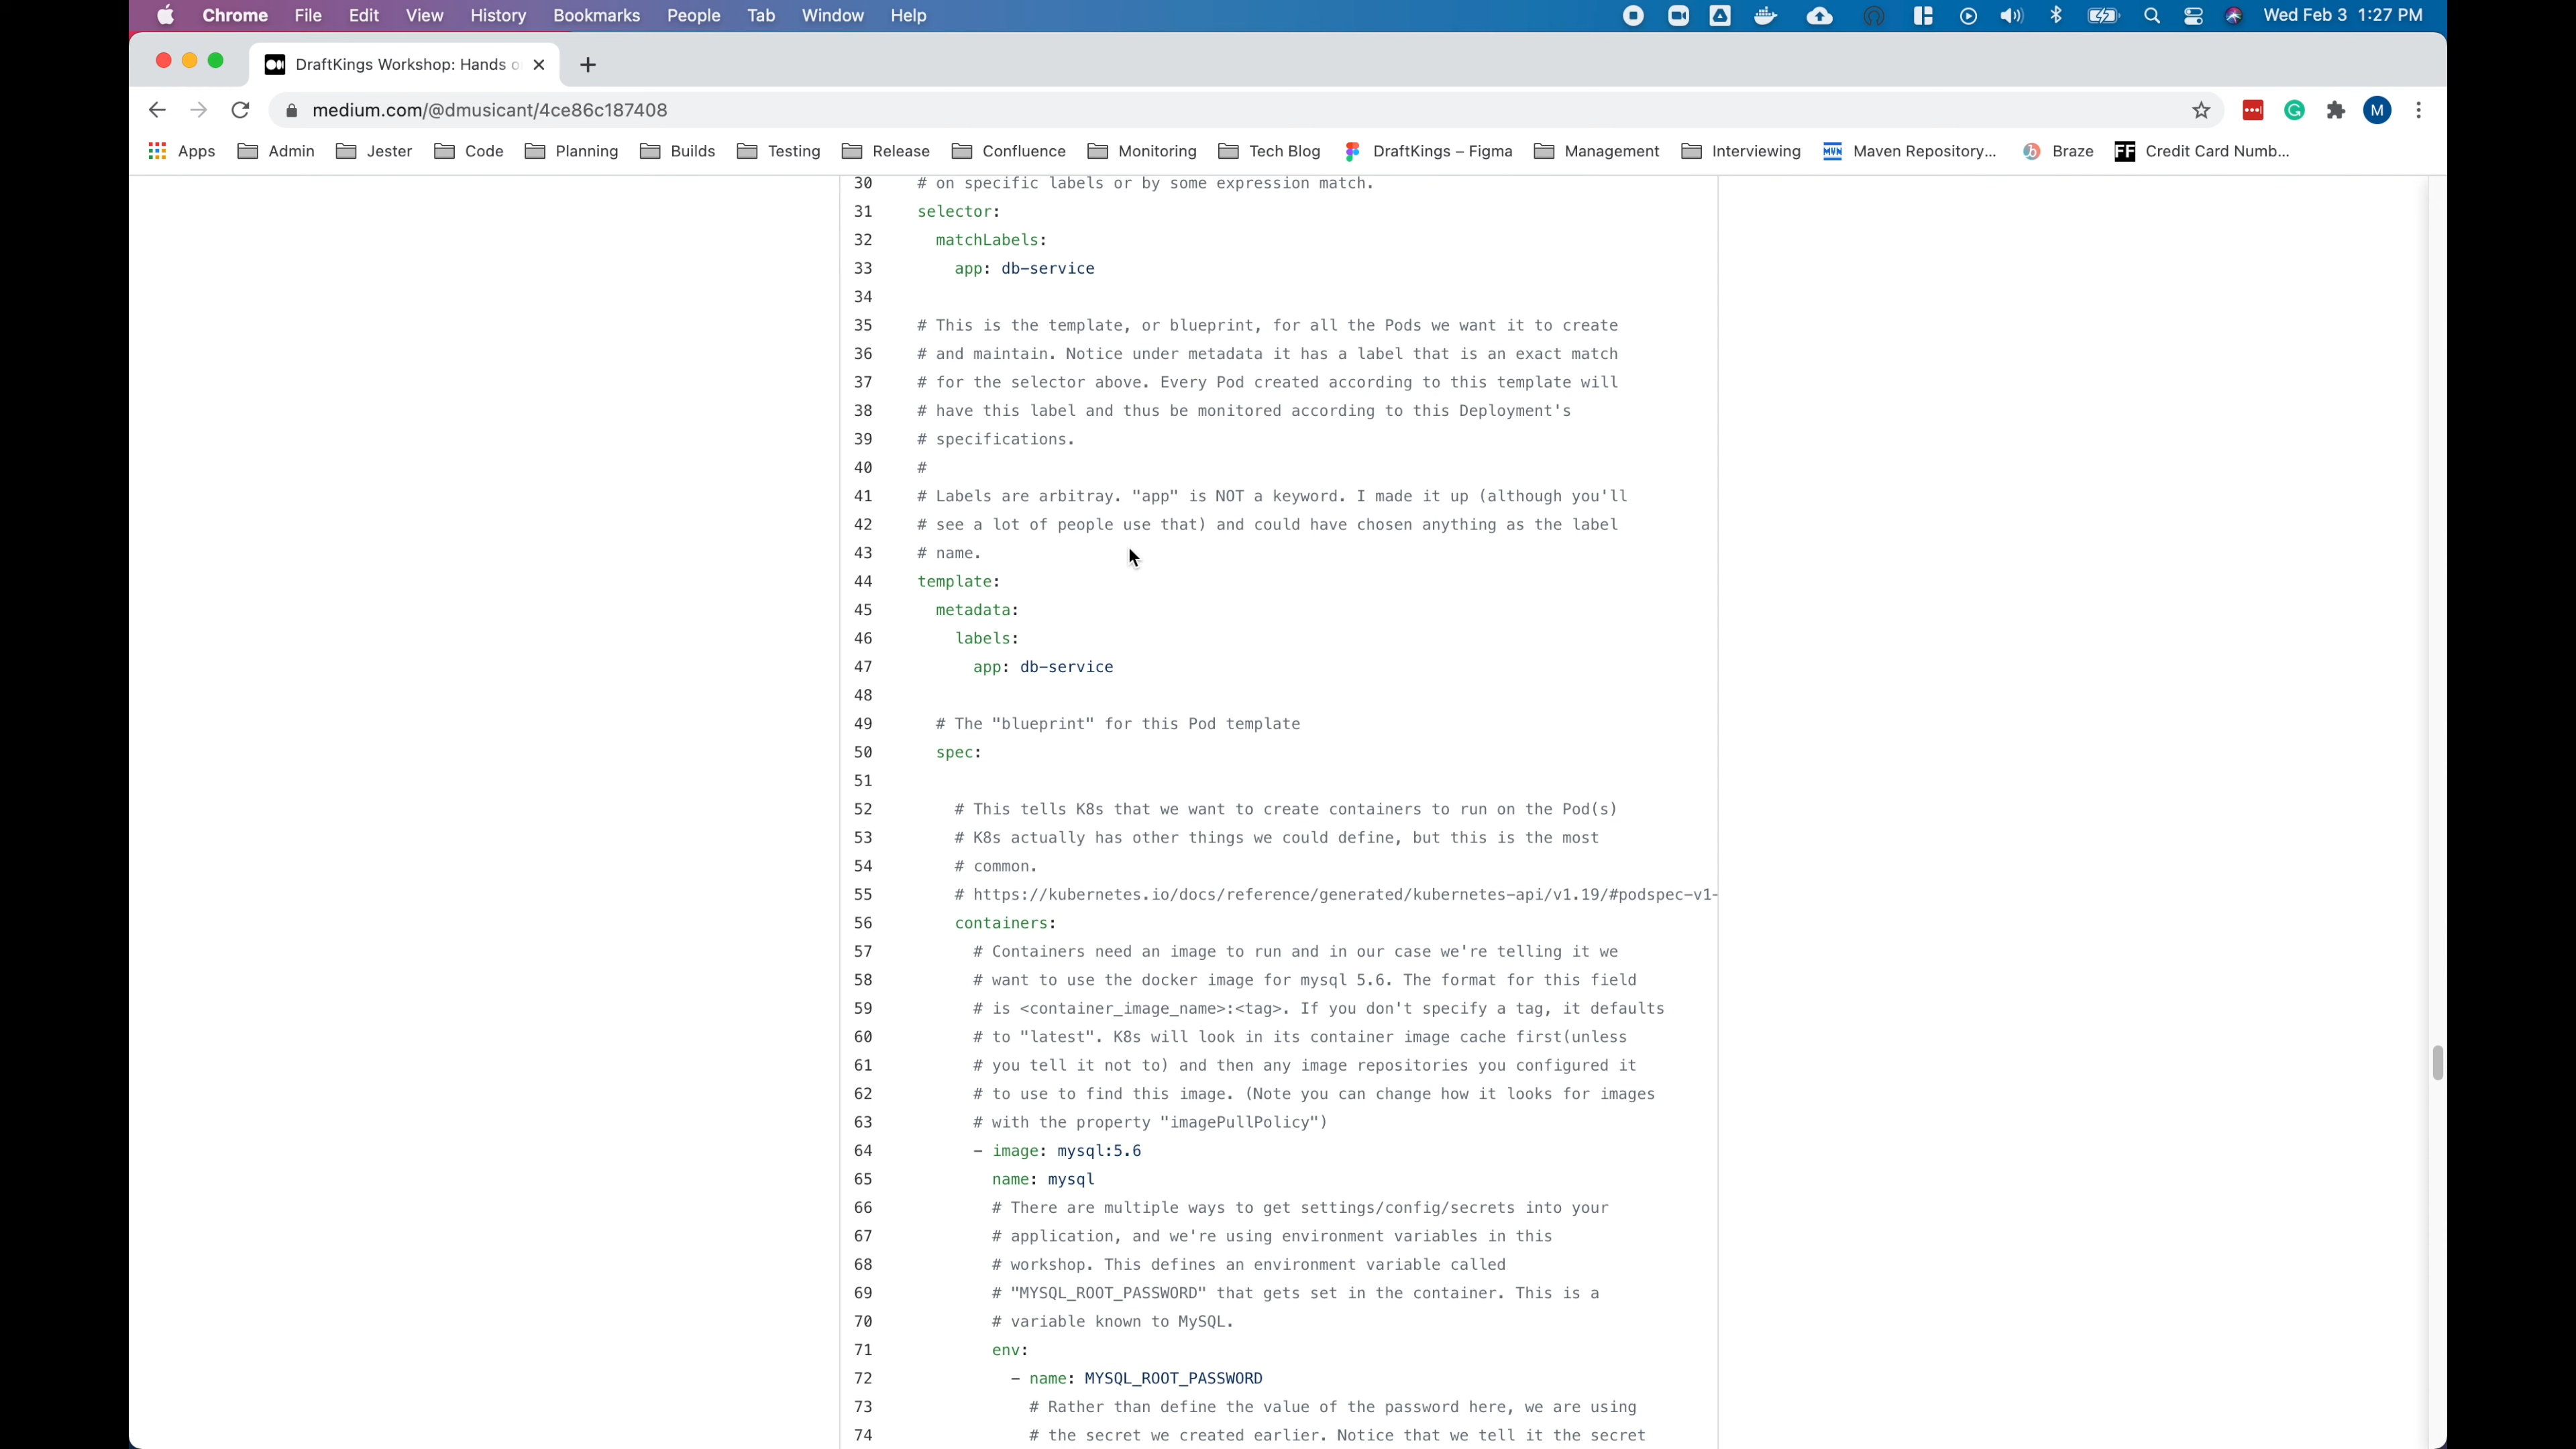 Chrome File Edit View History Bookmarks People Tab Window Help Wed Feb 3 1:27 PM
DraftKings Workshop: Hands o
medium.com/@dmusicant/4ce86c187408 M
Apps Admin Jester Code Planning Builds Testing Release Confluence Monitoring Tech Blog DraftKings – Figma Management Interviewing MVN Maven Repository... Braze FF Credit Card Numb...
30 # on specific labels or by some expression match.
31 selector:
32 matchLabels:
33 app: db-service
34
35 # This is the template, or blueprint, for all the Pods we want it to create
36 # and maintain. Notice under metadata it has a label that is an exact match
37 # for the selector above. Every Pod created according to this template will
38 # have this label and thus be monitored according to this Deployment's
39 # specifications.
40 #
41 # Labels are arbitray. "app" is NOT a keyword. I made it up (although you'll
42 # see a lot of people use that) and could have chosen anything as the label
43 # name.
44 template:
45 metadata:
46 labels:
47 app: db-service
48
49 # The "blueprint" for this Pod template
50 spec:
51
52 # This tells K8s that we want to create containers to run on the Pod(s)
53 # K8s actually has other things we could define, but this is the most
54 # common.
55 # https://kubernetes.io/docs/reference/generated/kubernetes-api/v1.19/#podspec-v1-
56 containers:
57 # Containers need an image to run and in our case we're telling it we
58 # want to use the docker image for mysql 5.6. The format for this field
59 # is <container_image_name>:<tag>. If you don't specify a tag, it defaults
60 # to "latest". K8s will look in its container image cache first(unless
61 # you tell it not to) and then any image repositories you configured it
62 # to use to find this image. (Note you can change how it looks for images
63 # with the property "imagePullPolicy")
64 - image: mysql:5.6
65 name: mysql
66 # There are multiple ways to get settings/config/secrets into your
67 # application, and we're using environment variables in this
68 # workshop. This defines an environment variable called
69 # "MYSQL_ROOT_PASSWORD" that gets set in the container. This is a
70 # variable known to MySQL.
71 env:
72 - name: MYSQL_ROOT_PASSWORD
73 # Rather than define the value of the password here, we are using
74 # the secret we created earlier. Notice that we tell it the secret